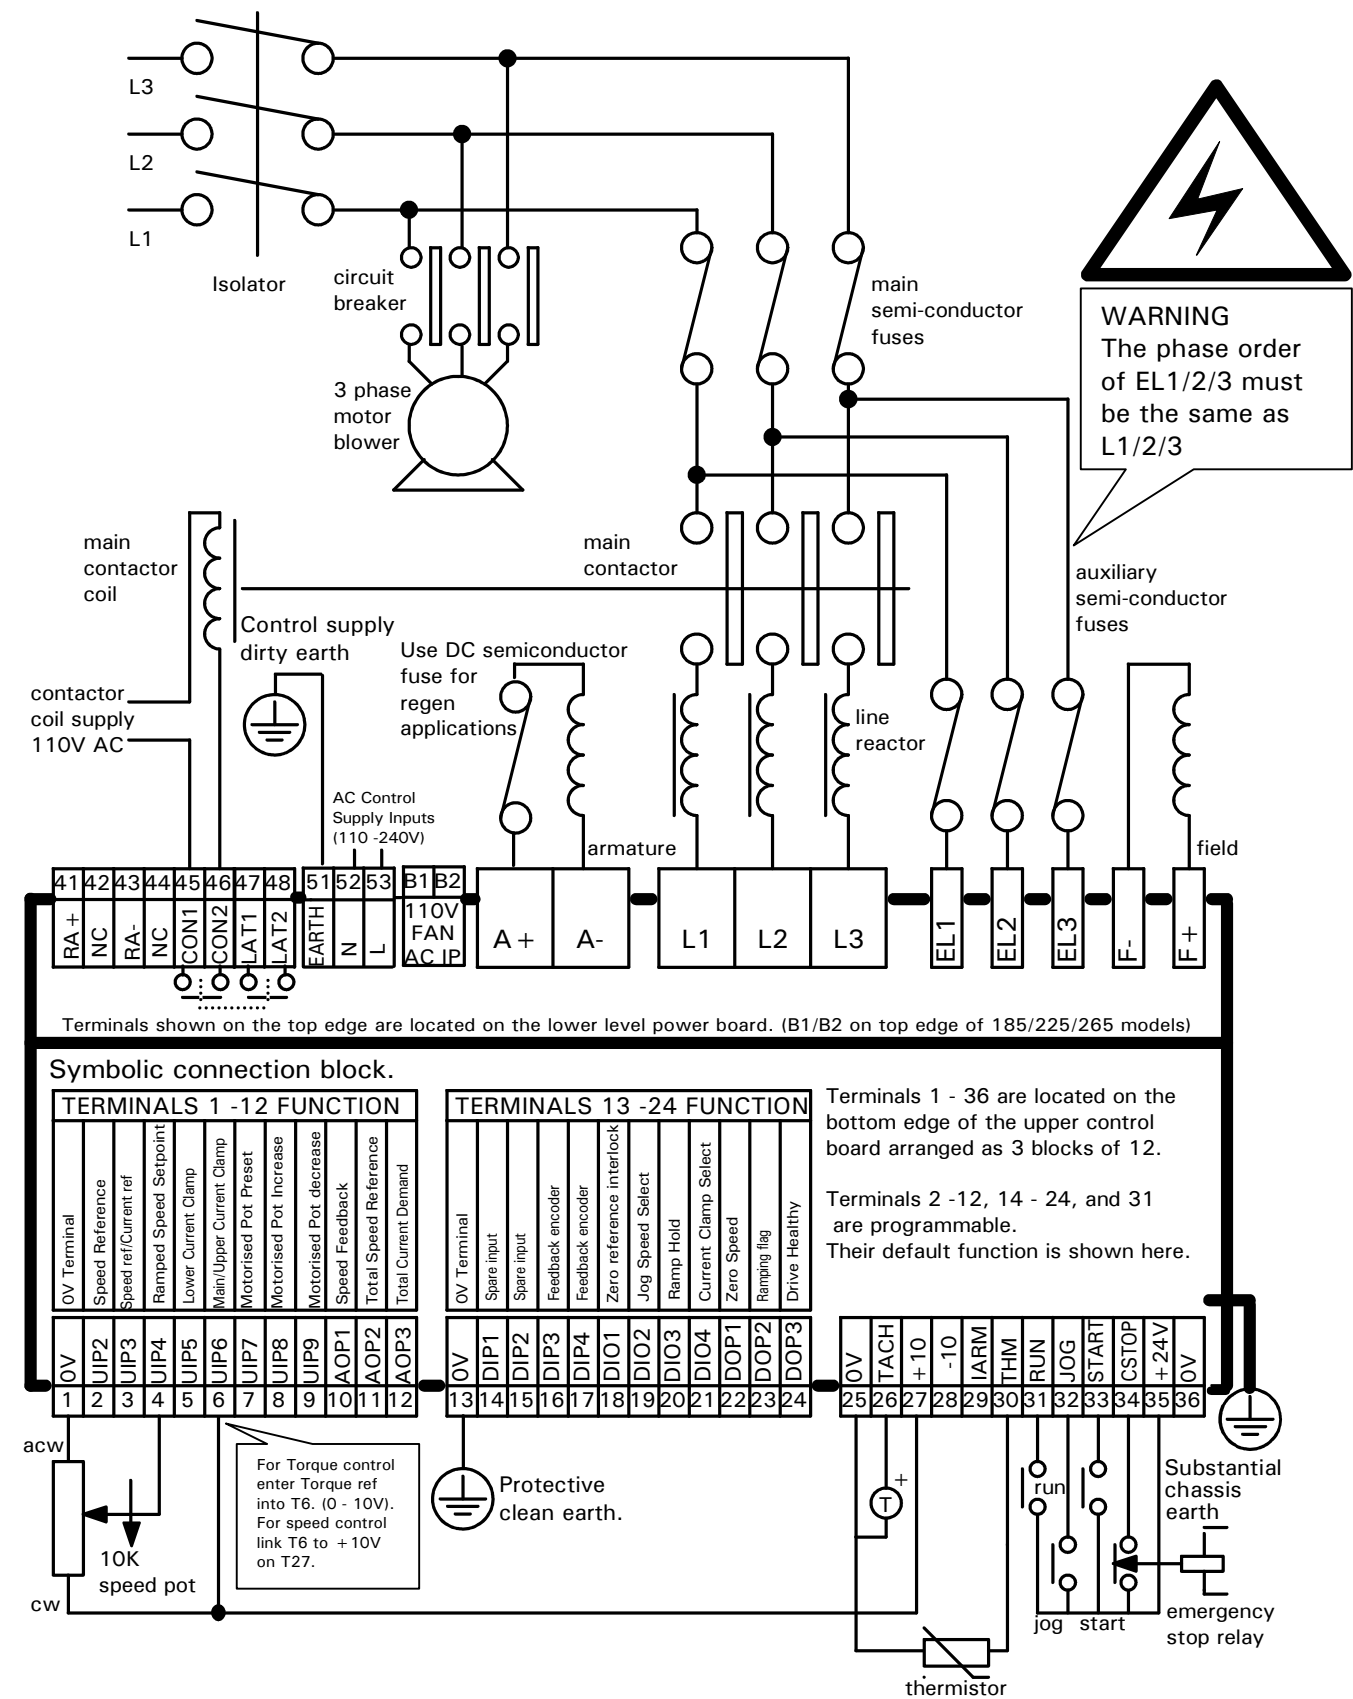 L3
L2
L1
Isolator
circuit
breaker
3 phase
motor
blower
main
semi-conductor
fuses
WARNING
The phase order
of EL1/2/3 must
be the same as
L1/2/3
main
contactor
coil
main
contactor
auxiliary
semi-conductor
fuses
Control supply
dirty earth
Use DC semiconductor
fuse for
regen
applications
contactor
coil supply
110V AC
line
reactor
AC Control
Supply Inputs
(110 -240V)
armature
field
41 42 43 44 45 46 47 48 51 52 53 B1 B2
RA+ NC RA- NC CON1 CON2 LAT1 LAT2 EARTH N L
110V
FAN
AC IP
A+ A- L1 L2 L3 EL1 EL2 EL3 F- F+
Terminals shown on the top edge are located on the lower level power board. (B1/B2 on top edge of 185/225/265 models)
Symbolic connection block.
TERMINALS 1 -12 FUNCTION
0V Terminal
Speed Reference
Speed ref/Current ref
Ramped Speed Setpoint
Lower Current Clamp
Main/Upper Current Clamp
Motorised Pot Preset
Motorised Pot Increase
Motorised Pot decrease
Speed Feedback
Total Speed Reference
Total Current Demand
TERMINALS 13 -24 FUNCTION
0V Terminal
Spare input
Spare input
Feedback encoder
Feedback encoder
Zero reference interlock
Jog Speed Select
Ramp Hold
Current Clamp Select
Zero Speed
Ramping flag
Drive Healthy
Terminals 1 - 36 are located on the
bottom edge of the upper control
board arranged as 3 blocks of 12.
Terminals 2 -12, 14 - 24, and 31
are programmable.
Their default function is shown here.
0V UIP2 UIP3 UIP4 UIP5 UIP6 UIP7 UIP8 UIP9 AOP1 AOP2 AOP3
1 2 3 4 5 6 7 8 9 10 11 12
0V DIP1 DIP2 DIP3 DIP4 DIO1 DIO2 DIO3 DIO4 DOP1 DOP2 DOP3
13 14 15 16 17 18 19 20 21 22 23 24
0V TACH +10 -10 IARM THM RUN JOG START CSTOP +24V 0V
25 26 27 28 29 30 31 32 33 34 35 36
acw
10K
speed pot
cw
For Torque control
enter Torque ref
into T6. (0 - 10V).
For speed control
link T6 to +10V
on T27.
Protective
clean earth.
T
+
run
Substantial
chassis
earth
jog
start
emergency
stop relay
thermistor